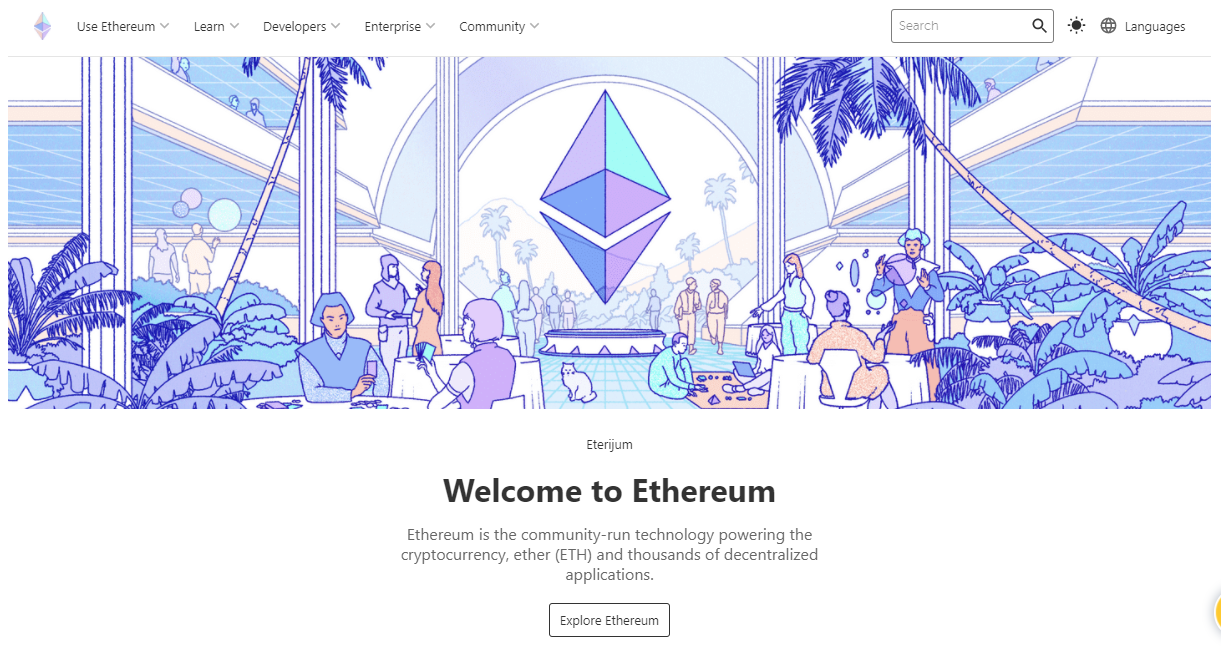 Use Ethereum Learn Developers Enterprise Community Search Languages
Eterijum
Welcome to Ethereum
Ethereum is the community-run technology powering the
cryptocurrency, ether (ETH) and thousands of decentralized
applications.
Explore Ethereum